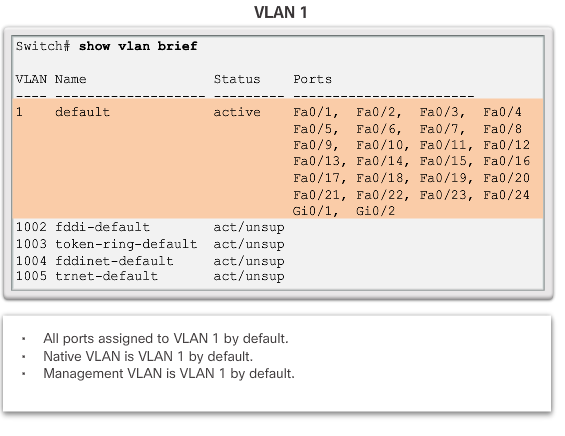 VLAN 1
Switch# show vlan brief
VLAN Name Status Ports
---- ------------------- --------- -----------------------
1 default active Fa0/1, Fa0/2, Fa0/3, Fa0/4
Fa0/5, Fa0/6, Fa0/7, Fa0/8
Fa0/9, Fa0/10, Fa0/11, Fa0/12
Fa0/13, Fa0/14, Fa0/15, Fa0/16
Fa0/17, Fa0/18, Fa0/19, Fa0/20
Fa0/21, Fa0/22, Fa0/23, Fa0/24
Gi0/1, Gi0/2
1002 fddi-default act/unsup
1003 token-ring-default act/unsup
1004 fddinet-default act/unsup
1005 trnet-default act/unsup
▪ All ports assigned to VLAN 1 by default.
▪ Native VLAN is VLAN 1 by default.
▪ Management VLAN is VLAN 1 by default.